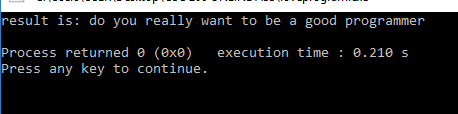 result is: do you really want to be a good programmer
Process returned 0 (0x0)   execution time : 0.210 s
Press any key to continue.